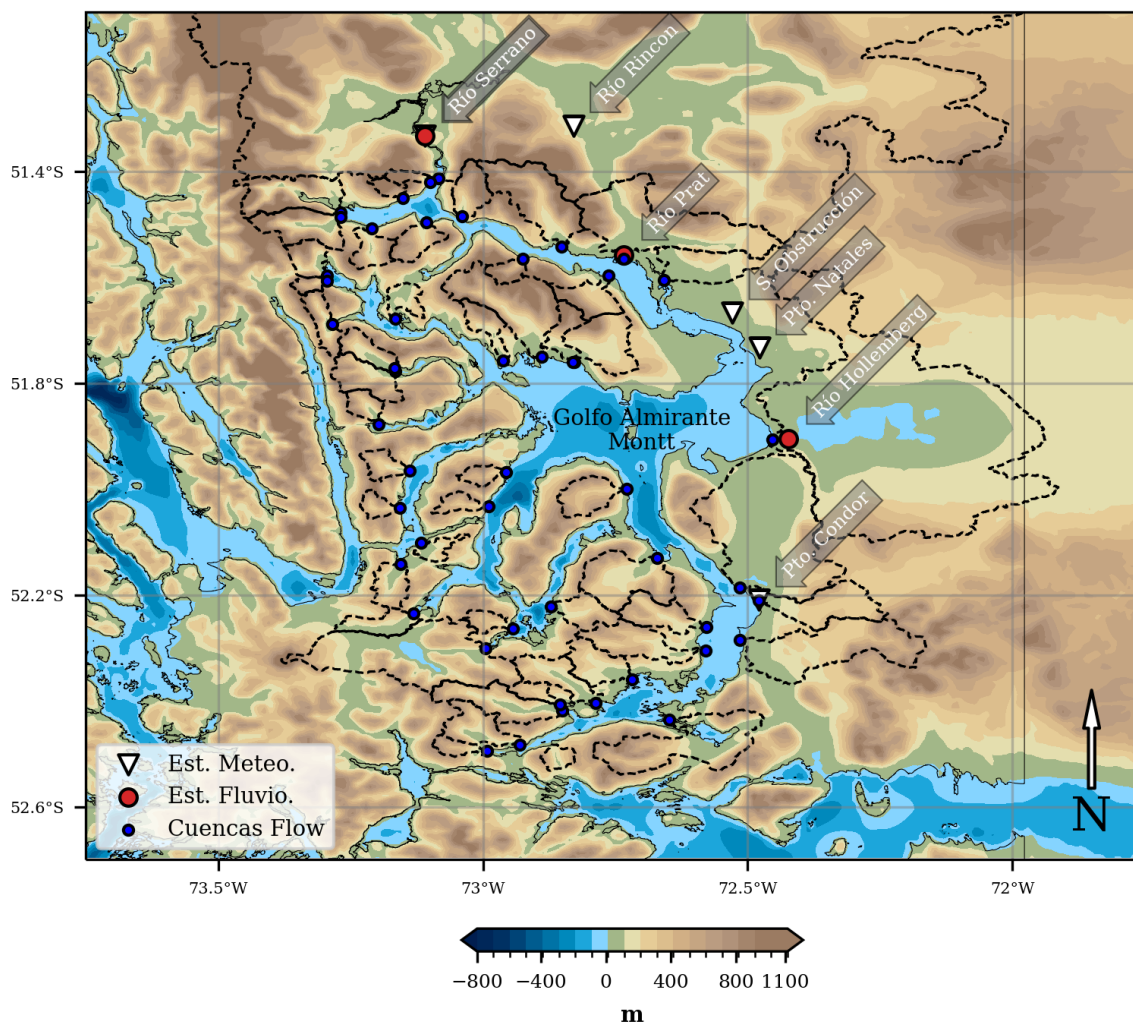 Río Serrano
Río Rincon
51.4°S
Río Prat
S. Obstrucción
Pto. Natales
51.8°S
Río Hollemberg
Golfo Almirante
Montt
Pto. Condor
52.2°S
Est. Meteo.
Est. Fluvio.
Cuencas Flow
N
52.6°S
73.5°W
73°W
72.5°W
72°W
−800
−400
0
400
800
1100
m